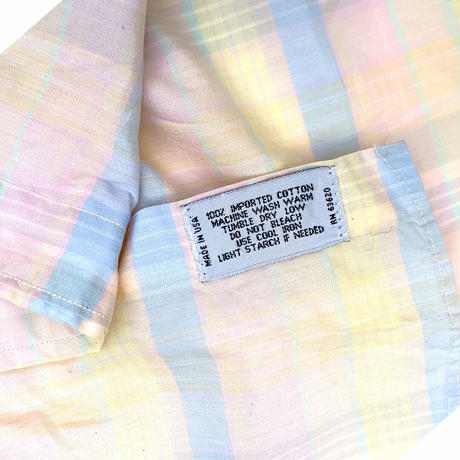 MADE IN USA
100% IMPORTED COTTON
MACHINE WASH WARM
TUMBLE DRY LOW
DO NOT BLEACH
USE COOL IRON
LIGHT STARCH IF NEEDED
RN 63620